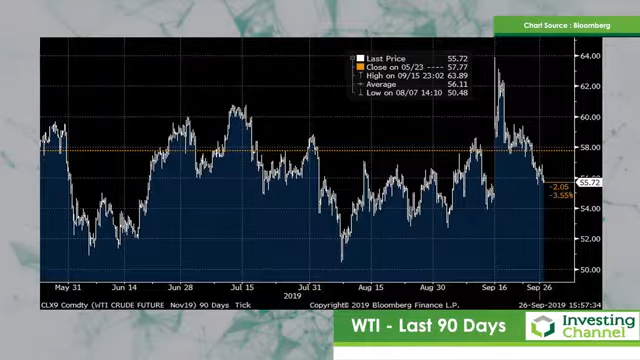 Chart Source : Bloomberg
Last Price 55.72
Close on 05/23 ---- 57.77
High on 09/15 23:02 63.89
Average 56.11
Low on 08/07 14:10 50.48
64.00
62.00
60.00
58.00
56.00
55.72
-2.05
-3.55%
54.00
52.00
50.00
May 31 Jun 14 Jun 28 Jul 15 Jul 31 Aug 15 Aug 30 Sep 16 Sep 26
2019
CLX9 Comdty (WTI CRUDE FUTURE Nov19) 90 Days Tick Copyright© 2019 Bloomberg Finance L.P. 26-Sep-2019 15:57:34
WTI - Last 90 Days
Investing
Channel